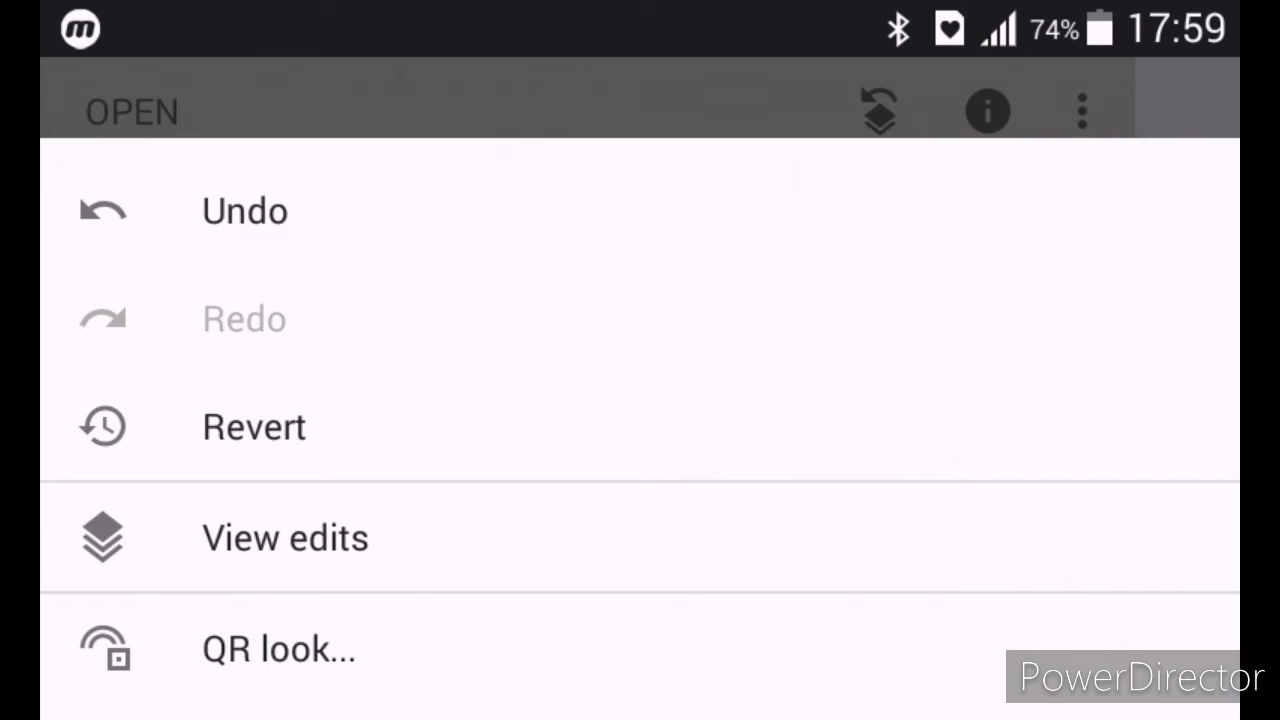 m
74% 17:59
OPEN
Undo
Redo
Revert
View edits
QR look...
PowerDirector